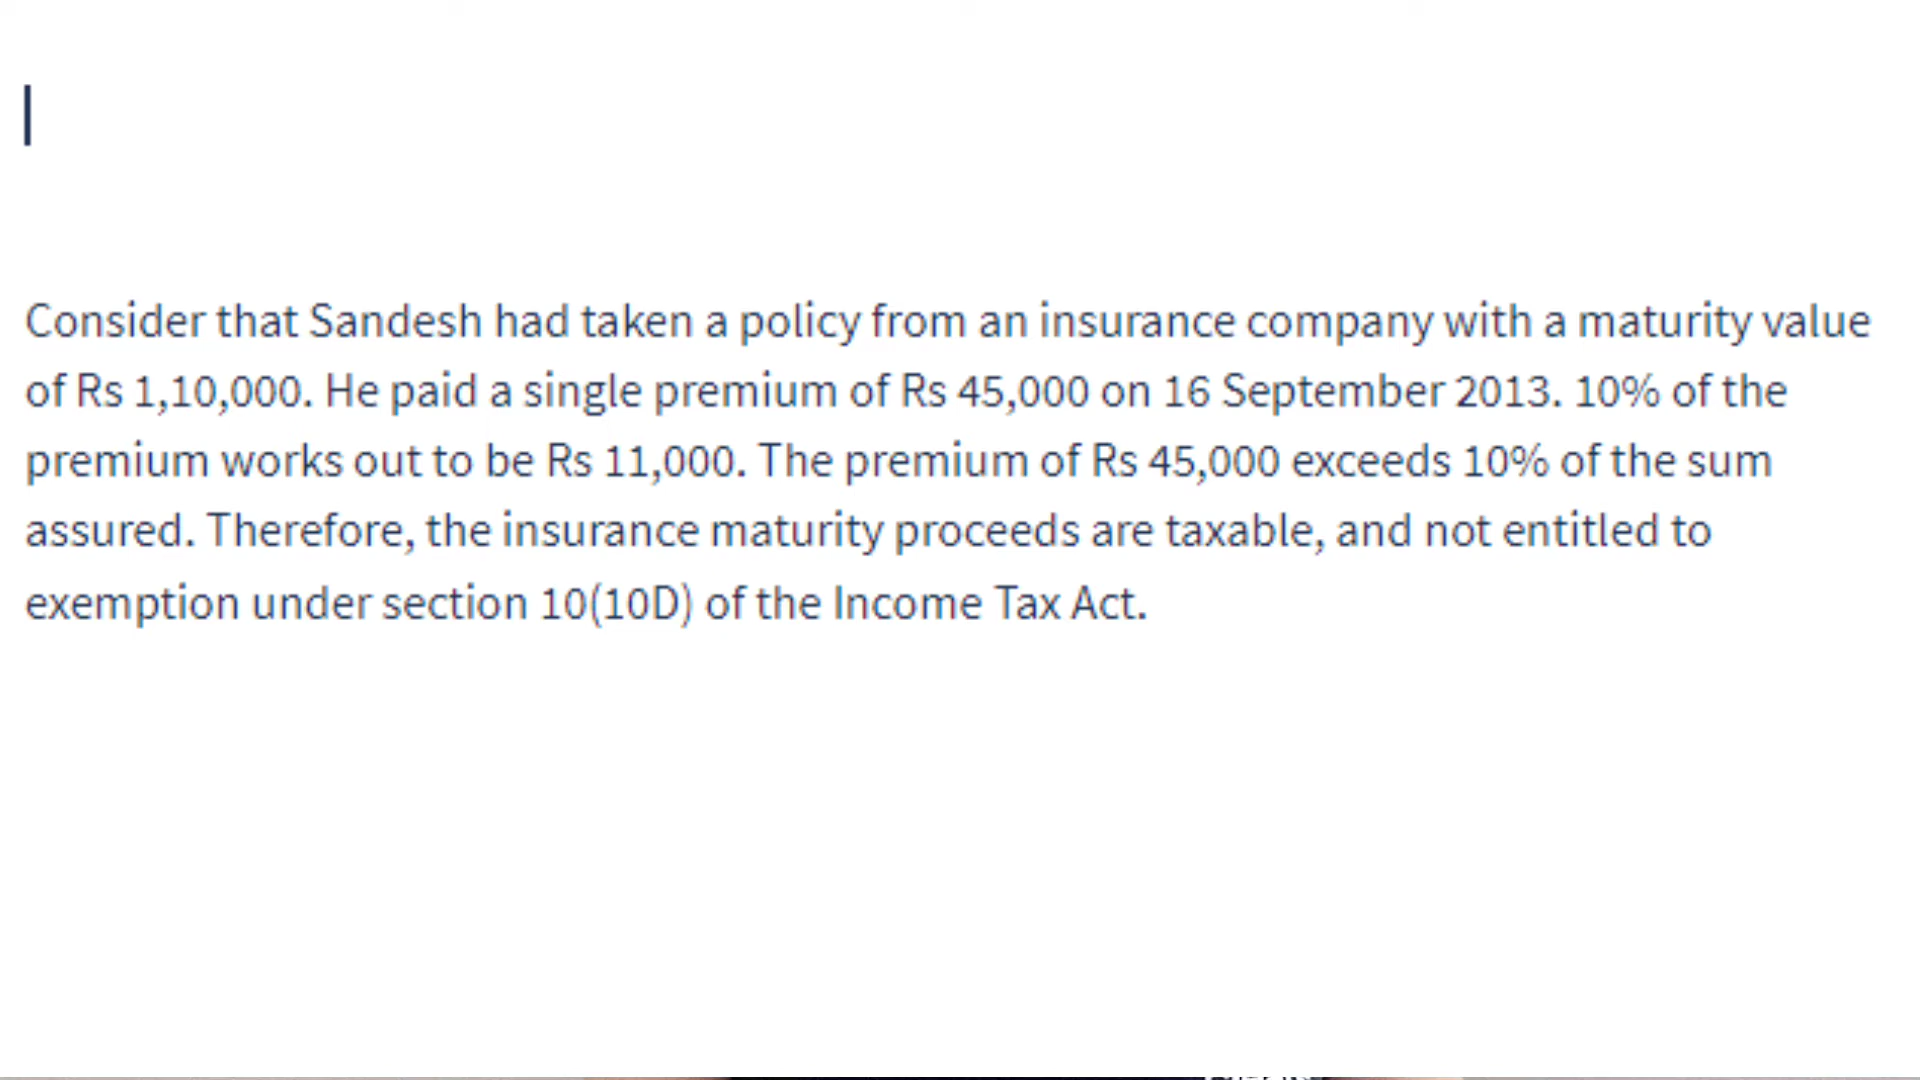 Consider that Sandesh had taken a policy from an insurance company with a maturity value
of Rs 1,10,000. He paid a single premium of Rs 45,000 on 16 September 2013. 10% of the
premium works out to be Rs 11,000. The premium of Rs 45,000 exceeds 10% of the sum
assured. Therefore, the insurance maturity proceeds are taxable, and not entitled to
exemption under section 10(10D) of the Income Tax Act.